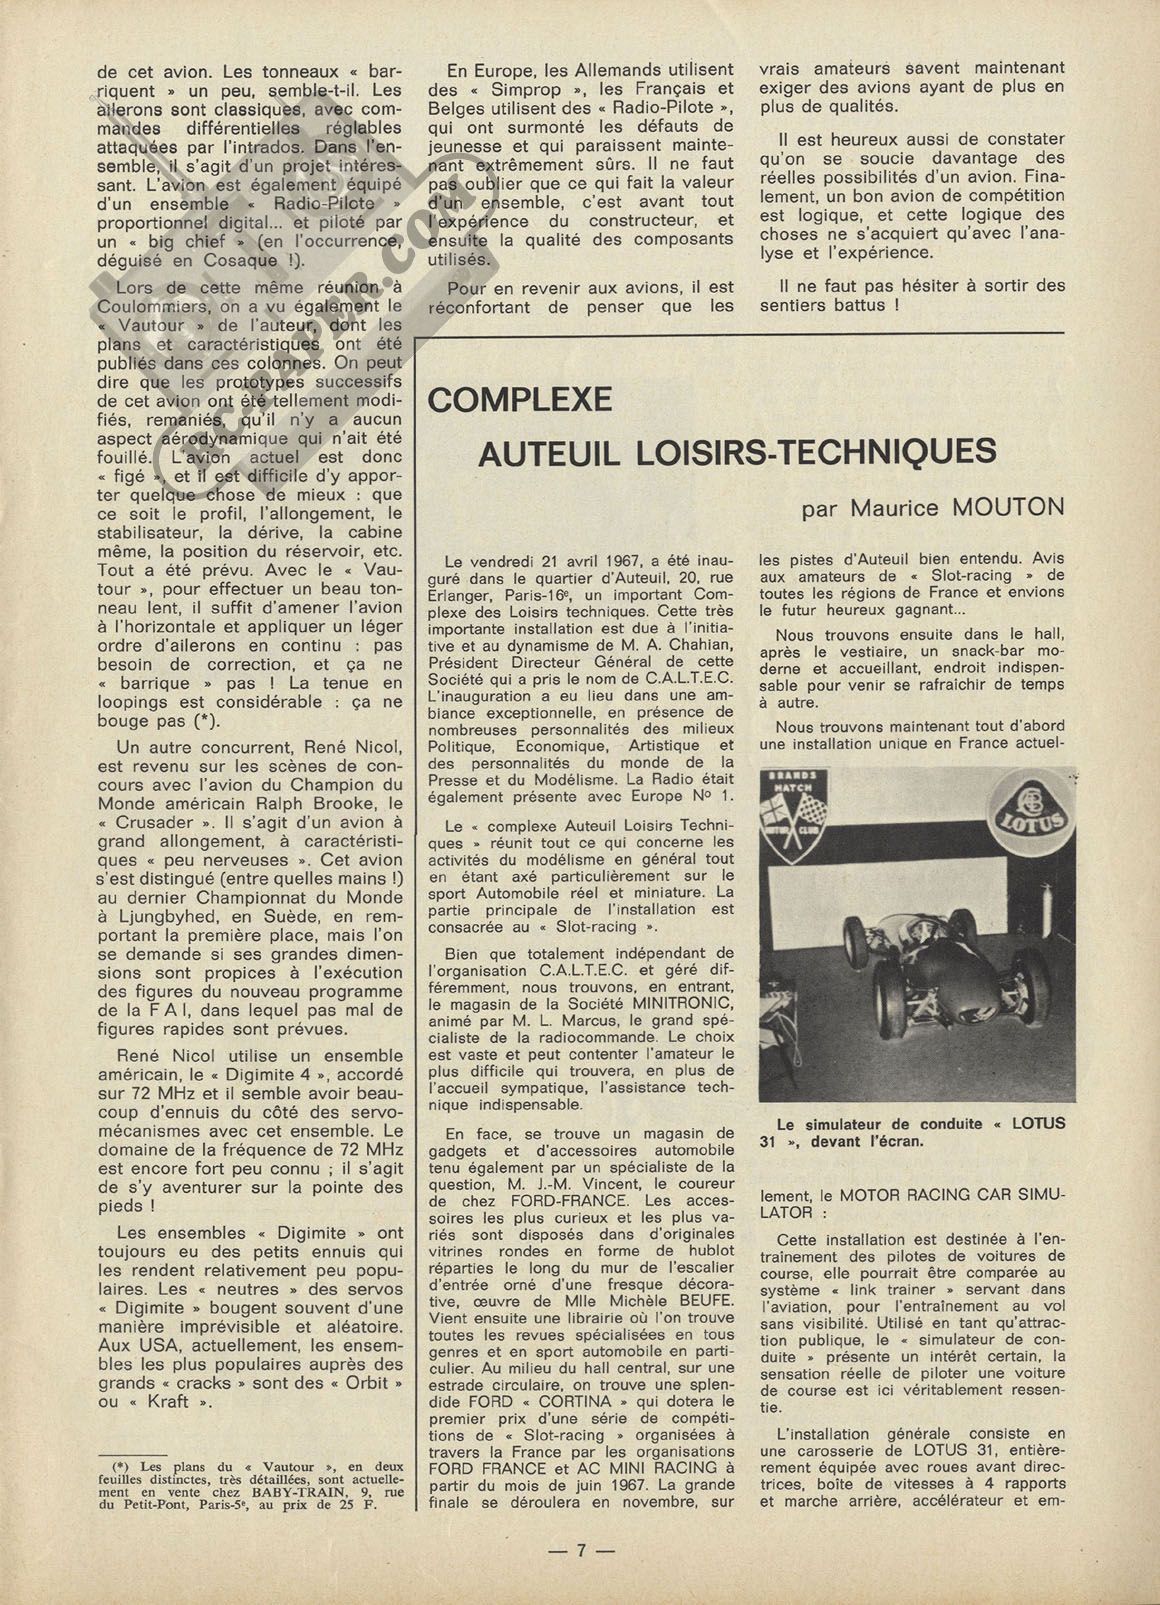 de cet avion. Les tonneaux « bar-
riquent » un peu, semble-t-il. Les
ailerons sont classiques, avec com-
mandes différentielles réglables
attaquées par l'intrados. Dans l'en-
semble, il s'agit d'un projet intéres-
sant. L'avion est également équipé
d'un ensemble « Radio-Pilote »
proportionnel digital... et piloté par
un « big chief » (en l'occurrence,
déguisé en Cosaque !).
Lors de cette même réunion à
Coulommiers, on a vu également le
« Vautour » de l'auteur, dont les
plans et caractéristiques ont été
publiés dans ces colonnes. On peut
dire que les prototypes successifs
de cet avion ont été tellement modi-
fiés, remaniés, qu'il n'y a aucun
aspect aérodynamique qui n'ait été
fouillé. L'avion actuel est donc
« figé », et il est difficile d'y appor-
ter quelque chose de mieux : que
ce soit le profil, l'allongement, le
stabilisateur, la dérive, la cabine
même, la position du réservoir, etc.
Tout a été prévu. Avec le « Vau-
tour », pour effectuer un beau ton-
neau lent, il suffit d'amener l'avion
à l'horizontale et appliquer un léger
ordre d'ailerons en continu : pas
besoin de correction, et ça ne
« barrique » pas ! La tenue en
loopings est considérable : ça ne
bouge pas (*).
Un autre concurrent, René Nicol,
est revenu sur les scènes de con-
cours avec l'avion du Champion du
Monde américain Ralph Brooke, le
« Crusader ». Il s'agit d'un avion à
grand allongement, à caractéristi-
ques « peu nerveuses ». Cet avion
s'est distingué (entre quelles mains !)
au dernier Championnat du Monde
à Ljungbyhed, en Suède, en rem-
portant la première place, mais l'on
se demande si ses grandes dimen-
sions sont propices à l'exécution
des figures du nouveau programme
de la F A I, dans lequel pas mal de
figures rapides sont prévues.
René Nicol utilise un ensemble
américain, le « Digimite 4 », accordé
sur 72 MHz et il semble avoir beau-
coup d'ennuis du côté des servo-
mécanismes avec cet ensemble. Le
domaine de la fréquence de 72 MHz
est encore fort peu connu ; il s'agit
de s'y aventurer sur la pointe des
pieds !
Les ensembles « Digimite » ont
toujours eu des petits ennuis qui
les rendent relativement peu popu-
laires. Les « neutres » des servos
« Digimite » bougent souvent d'une
manière imprévisible et aléatoire.
Aux USA, actuellement, les ensem-
bles les plus populaires auprès des
grands « cracks » sont des « Orbit »
ou « Kraft ».
(*) Les plans du « Vautour », en deux
feuilles distinctes, très détaillées, sont actuelle-
ment en vente chez BABY-TRAIN, 9, rue
du Petit-Pont, Paris-5e, au prix de 25 F.
En Europe, les Allemands utilisent
des « Simprop », les Français et
Belges utilisent des « Radio-Pilote »,
qui ont surmonté les défauts de
jeunesse et qui paraissent mainte-
nant extrêmement sûrs. Il ne faut
pas oublier que ce qui fait la valeur
d'un ensemble, c'est avant tout
l'expérience du constructeur, et
ensuite la qualité des composants
utilisés.
Pour en revenir aux avions, il est
réconfortant de penser que les
vrais amateurs savent maintenant
exiger des avions ayant de plus en
plus de qualités.
Il est heureux aussi de constater
qu'on se soucie davantage des
réelles possibilités d'un avion. Fina-
lement, un bon avion de compétition
est logique, et cette logique des
choses ne s'acquiert qu'avec l'ana-
lyse et l'expérience.
Il ne faut pas hésiter à sortir des
sentiers battus !
COMPLEXE
AUTEUIL LOISIRS-TECHNIQUES
par Maurice MOUTON
Le vendredi 21 avril 1967, a été inau-
guré dans le quartier d'Auteuil, 20, rue
Erlanger, Paris-16e, un important Com-
plexe des Loisirs techniques. Cette très
importante installation est due à l'initia-
tive et au dynamisme de M. A. Chahian,
Président Directeur Général de cette
Société qui a pris le nom de C.A.L.T.E.C.
L'inauguration a eu lieu dans une am-
biance exceptionnelle, en présence de
nombreuses personnalités des milieux
Politique, Economique, Artistique et
des personnalités du monde de la
Presse et du Modélisme. La Radio était
également présente avec Europe No 1.
Le « complexe Auteuil Loisirs Techni-
ques » réunit tout ce qui concerne les
activités du modélisme en général tout
en étant axé particulièrement sur le
sport Automobile réel et miniature. La
partie principale de l'installation est
consacrée au « Slot-racing ».
Bien que totalement indépendant de
l'organisation C.A.L.T.E.C. et géré dif-
féremment, nous trouvons, en entrant,
le magasin de la Société MINITRONIC,
animé par M. L. Marcus, le grand spé-
cialiste de la radiocommande. Le choix
est vaste et peut contenter l'amateur le
plus difficile qui trouvera, en plus de
l'accueil sympatique, l'assistance tech-
nique indispensable.
En face, se trouve un magasin de
gadgets et d'accessoires automobile
tenu également par un spécialiste de la
question, M. J.-M. Vincent, le coureur
de chez FORD-FRANCE. Les acces-
soires les plus curieux et les plus va-
riés sont disposés dans d'originales
vitrines rondes en forme de hublot
réparties le long du mur de l'escalier
d'entrée orné d'une fresque décora-
tive, œuvre de Mlle Michèle BEUFE.
Vient ensuite une librairie où l'on trouve
toutes les revues spécialisées en tous
genres et en sport automobile en parti-
culier. Au milieu du hall central, sur une
estrade circulaire, on trouve une splen-
dide FORD « CORTINA » qui dotera le
premier prix d'une série de compéti-
tions de « Slot-racing » organisées à
travers la France par les organisations
FORD FRANCE et AC MINI RACING à
partir du mois de juin 1967. La grande
finale se déroulera en novembre, sur
les pistes d'Auteuil bien entendu. Avis
aux amateurs de « Slot-racing » de
toutes les régions de France et envions
le futur heureux gagnant...
Nous trouvons ensuite dans le hall,
après le vestiaire, un snack-bar mo-
derne et accueillant, endroit indispen-
sable pour venir se rafraichir de temps
à autre.
Nous trouvons maintenant tout d'abord
une installation unique en France actuel-
BRANDS
HATCH
MOTOR CLUB
LOTUS
Le simulateur de conduite « LOTUS
31 », devant l'écran.
lement, le MOTOR RACING CAR SIMU-
LATOR :
Cette installation est destinée à l'en-
traînement des pilotes de voitures de
course, elle pourrait être comparée au
système « link trainer » servant dans
l'aviation, pour l'entraînement au vol
sans visibilité. Utilisé en tant qu'attrac-
tion publique, le « simulateur de con-
duite » présente un intérêt certain, la
sensation réelle de piloter une voiture
de course est ici véritablement ressen-
tie.
L'installation générale consiste en
une carosserie de LOTUS 31, entière-
rement équipée avec roues avant direc-
trices, boîte de vitesses à 4 rapports
et marche arrière, accélérateur et em-
— 7 —
RC-PAPER.COM